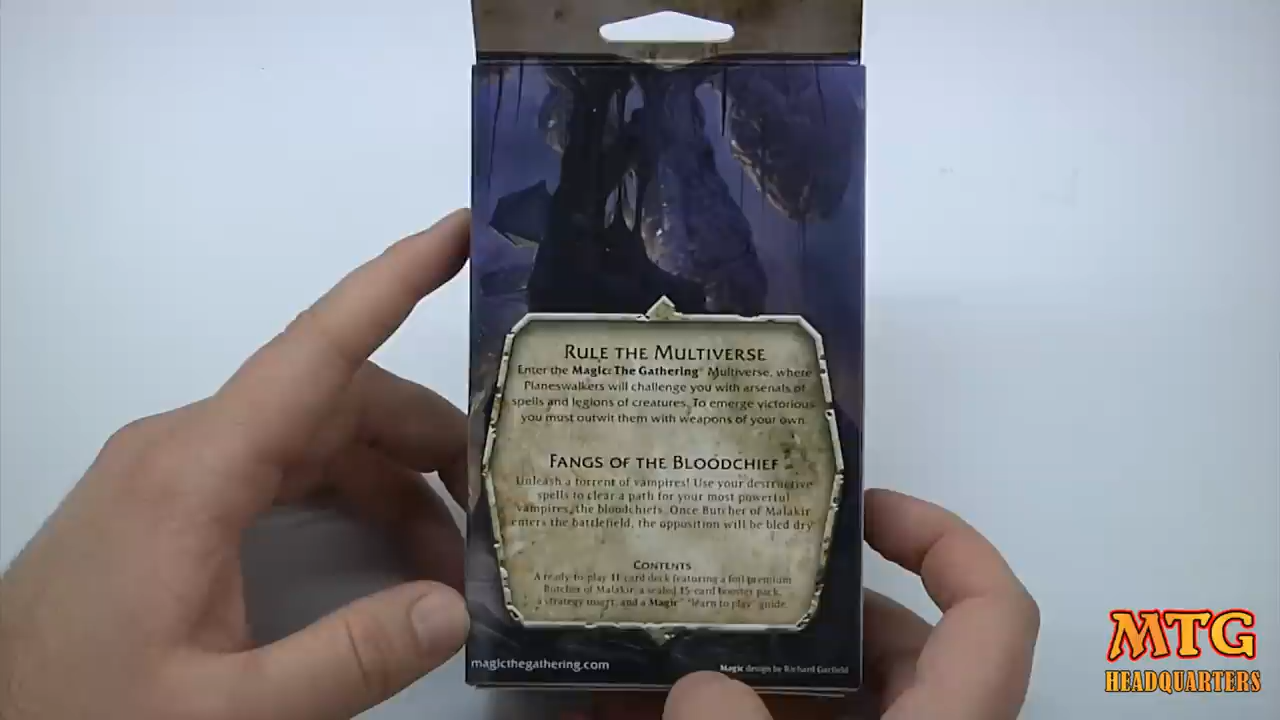 RULE THE MULTIVERSE
Enter the Magic: The Gathering® Multiverse, where
Planeswalkers will challenge you with arsenals of
spells and legions of creatures. To emerge victorious
you must outwit them with weapons of your own.
FANGS OF THE BLOODCHIEF
Unleash a torrent of vampires! Use your destructive
spells to clear a path for your most powerful
vampires, the bloodchiefs. Once Butcher of Malakir
enters the battlefield, the opposition will be bled dry
CONTENTS
A ready-to-play 41-card deck featuring a foil premium
Butcher of Malakir, a sealed 15-card booster pack,
a strategy insert, and a Magic™ "learn to play" guide.
magicthegathering.com
Magic design by Richard Garfield
MTG
HEADQUARTERS